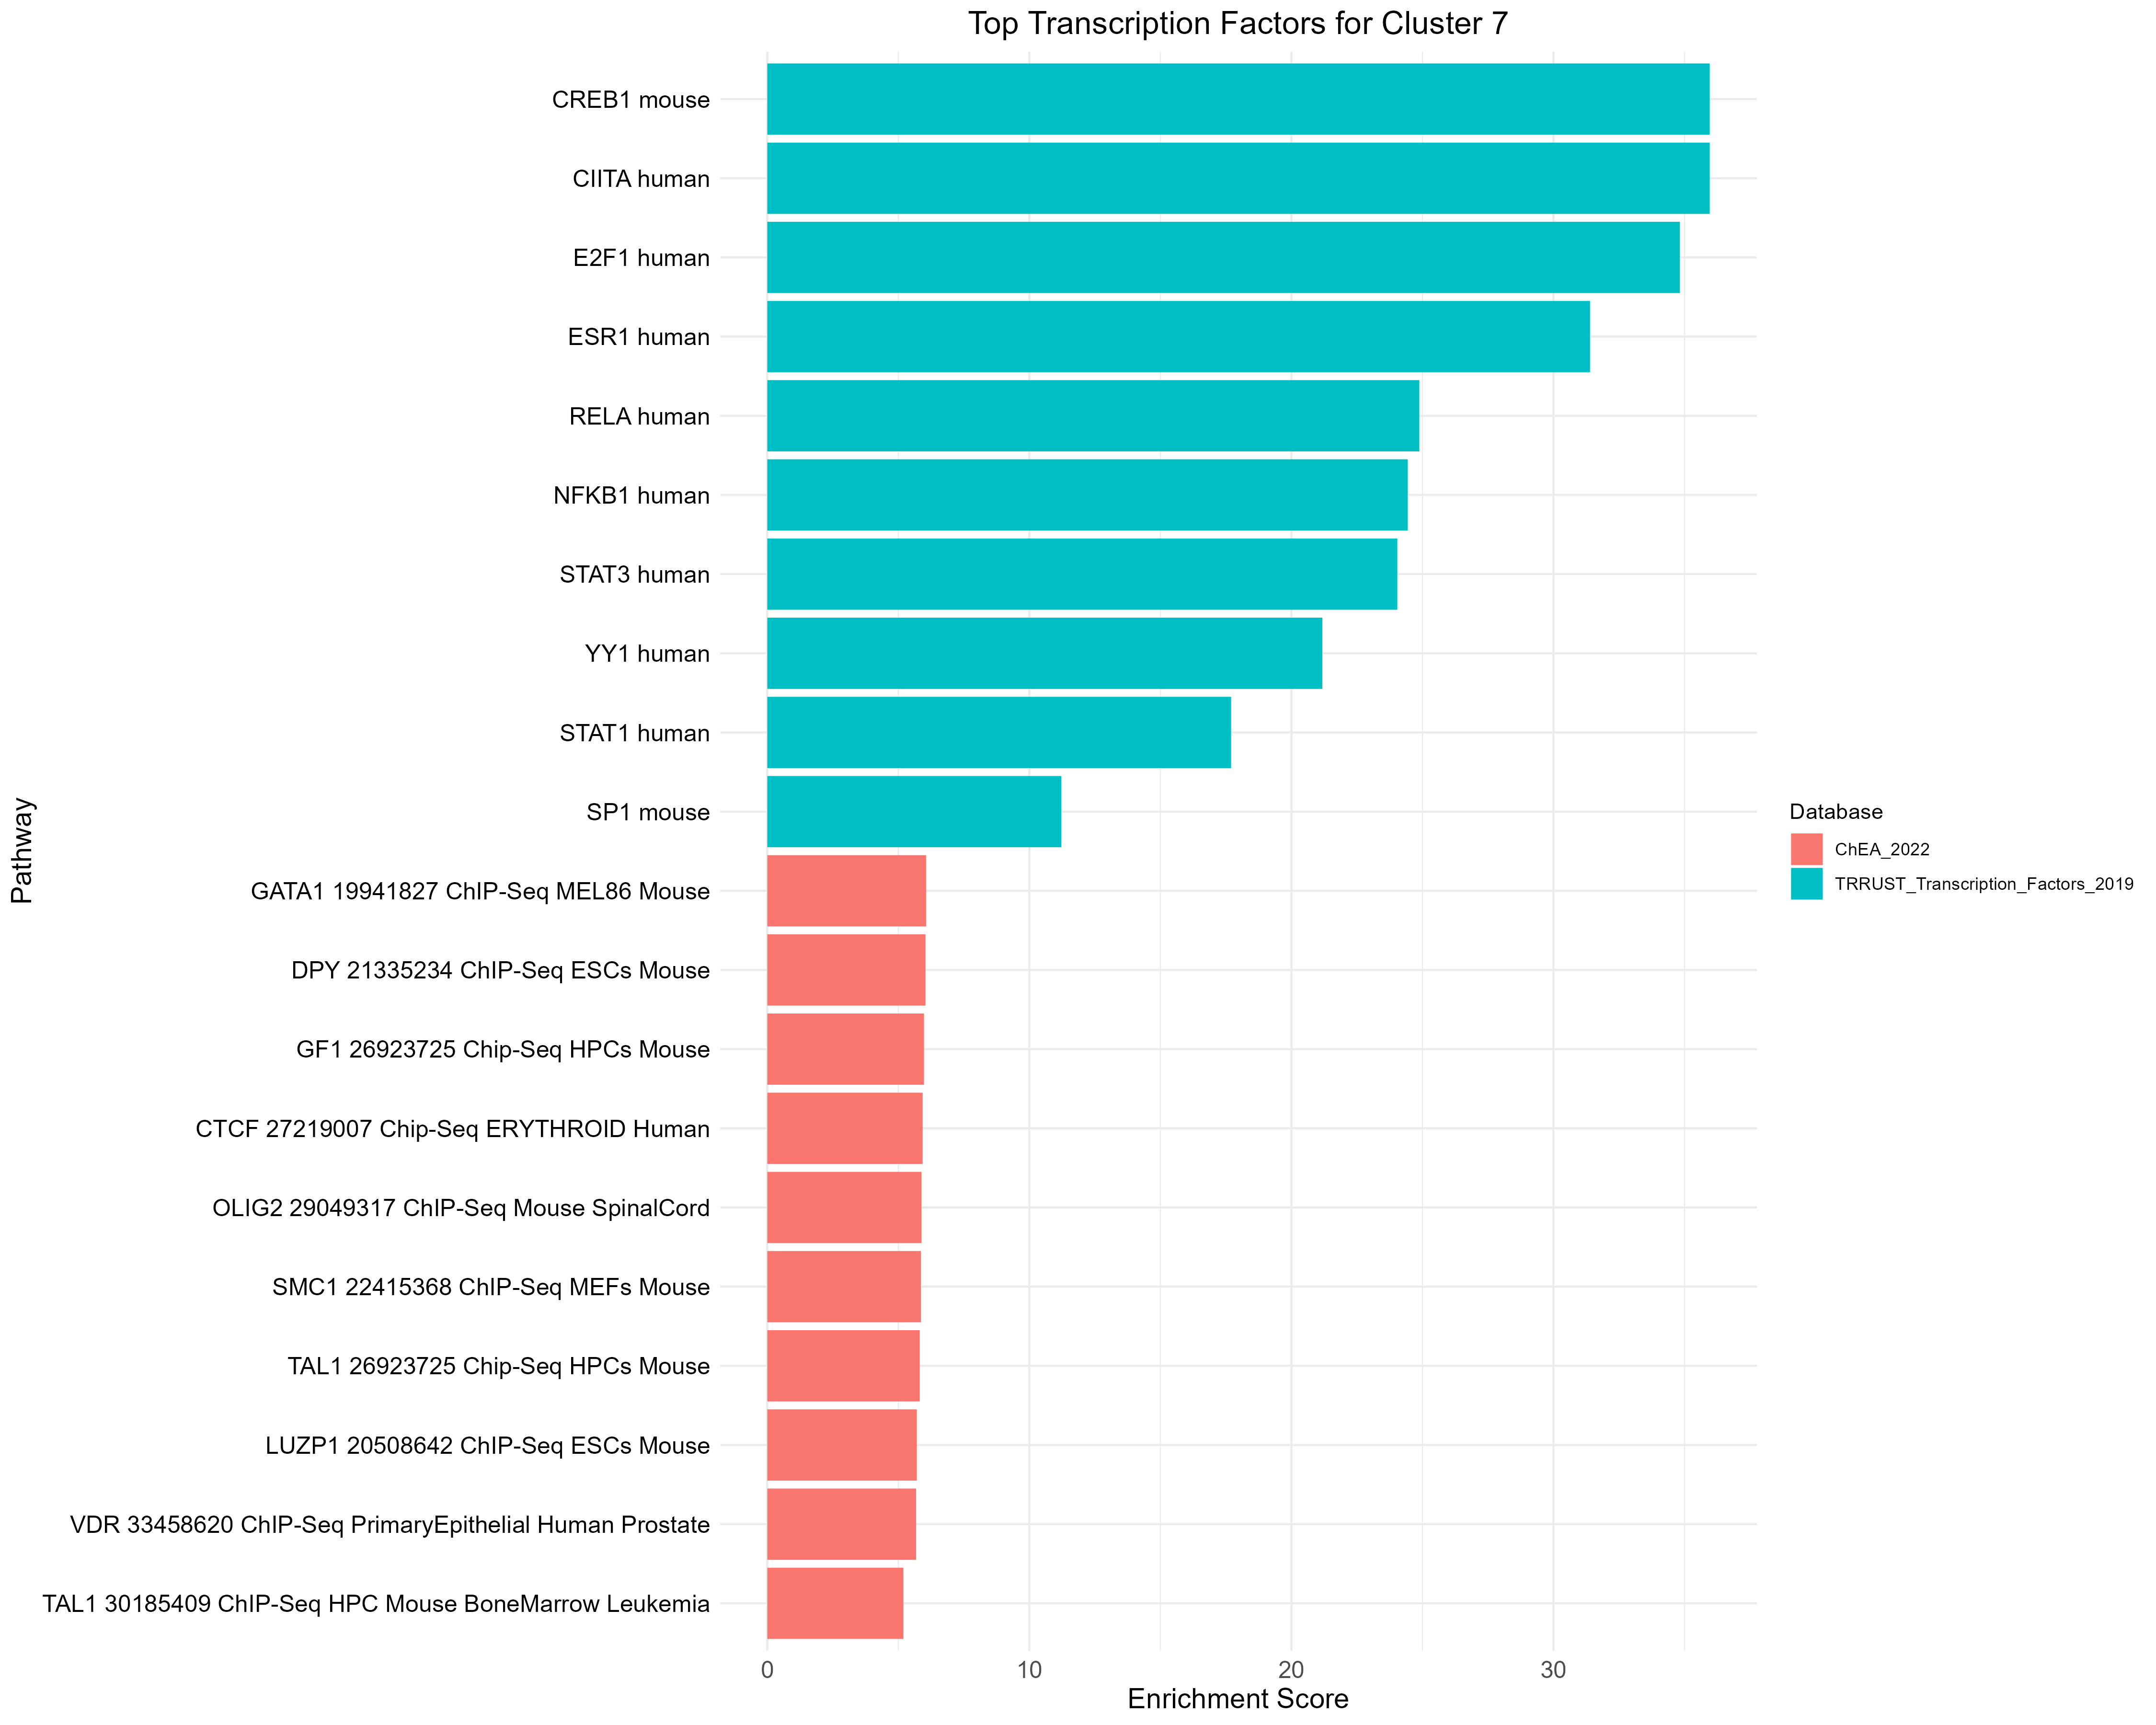 Top Transcription Factors for Cluster 7
CREB1 mouse
CIITA human
E2F1 human
ESR1 human
RELA human
NFKB1 human
STAT3 human
YY1 human
STAT1 human
SP1 mouse
GATA1 19941827 ChIP-Seq MEL86 Mouse
DPY 21335234 ChIP-Seq ESCs Mouse
GF1 26923725 Chip-Seq HPCs Mouse
CTCF 27219007 Chip-Seq ERYTHROID Human
OLIG2 29049317 ChIP-Seq Mouse SpinalCord
SMC1 22415368 ChIP-Seq MEFs Mouse
TAL1 26923725 Chip-Seq HPCs Mouse
LUZP1 20508642 ChIP-Seq ESCs Mouse
VDR 33458620 ChIP-Seq PrimaryEpithelial Human Prostate
TAL1 30185409 ChIP-Seq HPC Mouse BoneMarrow Leukemia
Pathway
0 10 20 30
Enrichment Score
Database
ChEA_2022
TRRUST_Transcription_Factors_2019